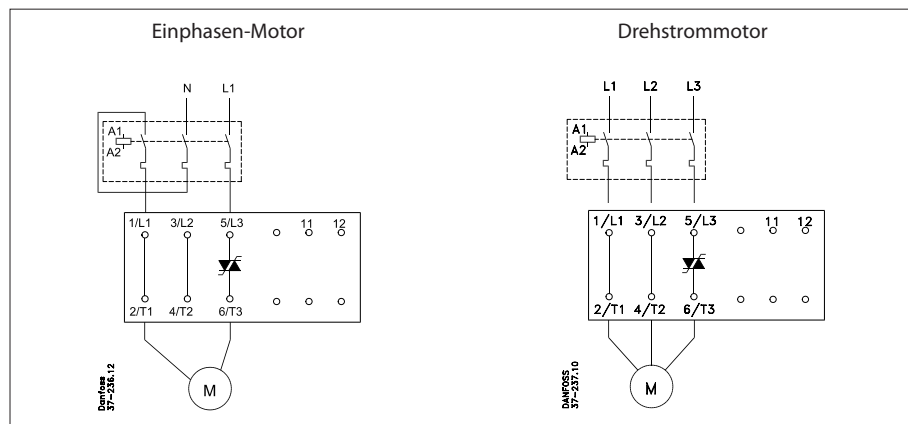 Einphasen-Motor
N L1
A1
A2
1/L1 3/L2 5/L3 11 12
2/T1 4/T2 6/T3
M
Danfoss
37-236.12
Drehstrommotor
L1 L2 L3
A1
A2
1/L1 3/L2 5/L3 11 12
2/T1 4/T2 6/T3
M
DANFOSS
37-237.10